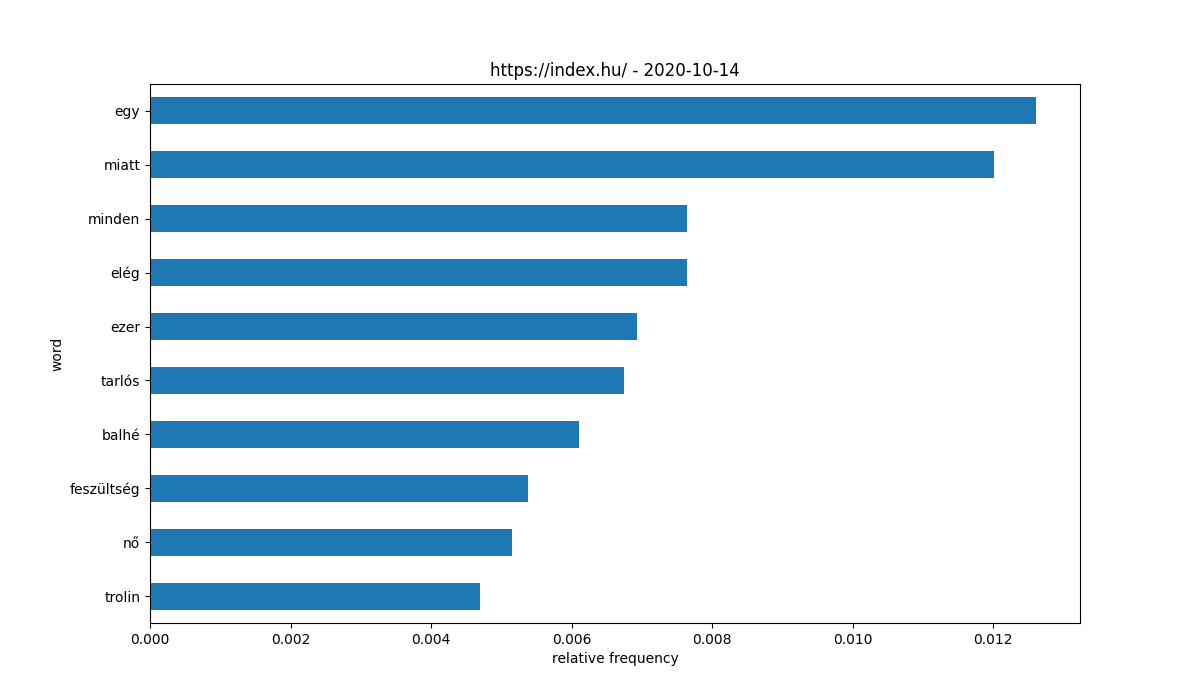 https://index.hu/ - 2020-10-14
egy
miatt
minden
elég
ezer
tarlós
balhé
feszültség
nő
trolin
word
0.000 0.002 0.004 0.006 0.008 0.010 0.012
relative frequency